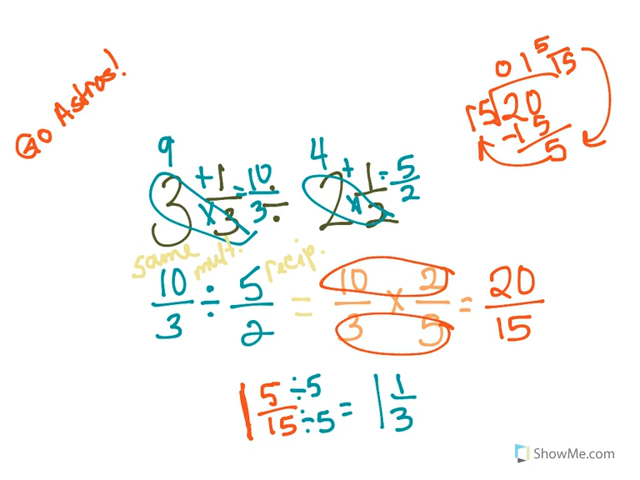 Go Astros!
0 1 5/15
15√20
-15
5
9 4
3 + 1/3 = 10/3 ÷ 2 + 1/2 = 5/2
× ×
same mult. recip.
10/3 ÷ 5/2 = 10/3 × 2/5 = 20/15
1 5/15 ÷5/÷5 = 1 1/3
ShowMe.com